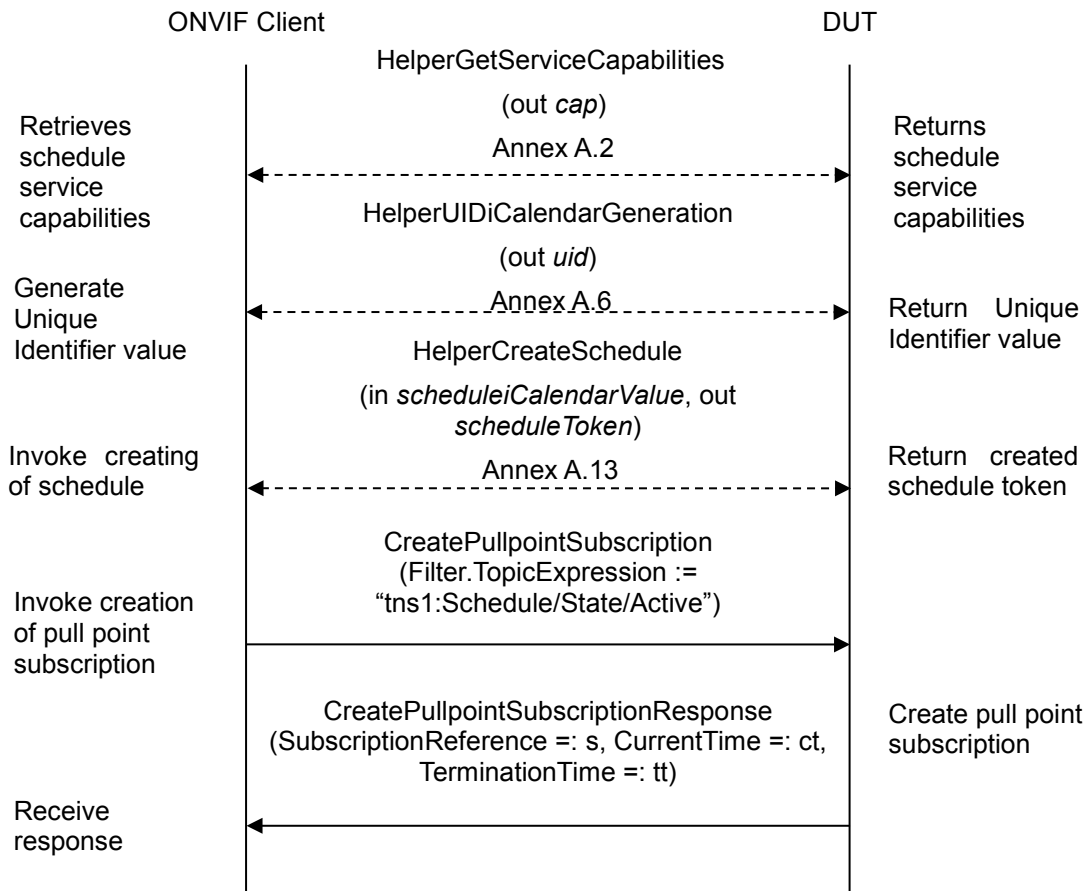 ONVIF Client
DUT
HelperGetServiceCapabilities
(out cap)
Annex A.2
Retrieves
schedule
service
capabilities
Returns
schedule
service
capabilities
HelperUIDiCalendarGeneration
(out uid)
Annex A.6
Generate
Unique
Identifier value
Return Unique
Identifier value
HelperCreateSchedule
(in scheduleiCalendarValue, out
scheduleToken)
Annex A.13
Invoke creating
of schedule
Return created
schedule token
CreatePullpointSubscription
(Filter.TopicExpression :=
“tns1:Schedule/State/Active”)
Invoke creation
of pull point
subscription
CreatePullpointSubscriptionResponse
(SubscriptionReference =: s, CurrentTime =: ct,
TerminationTime =: tt)
Create pull point
subscription
Receive
response